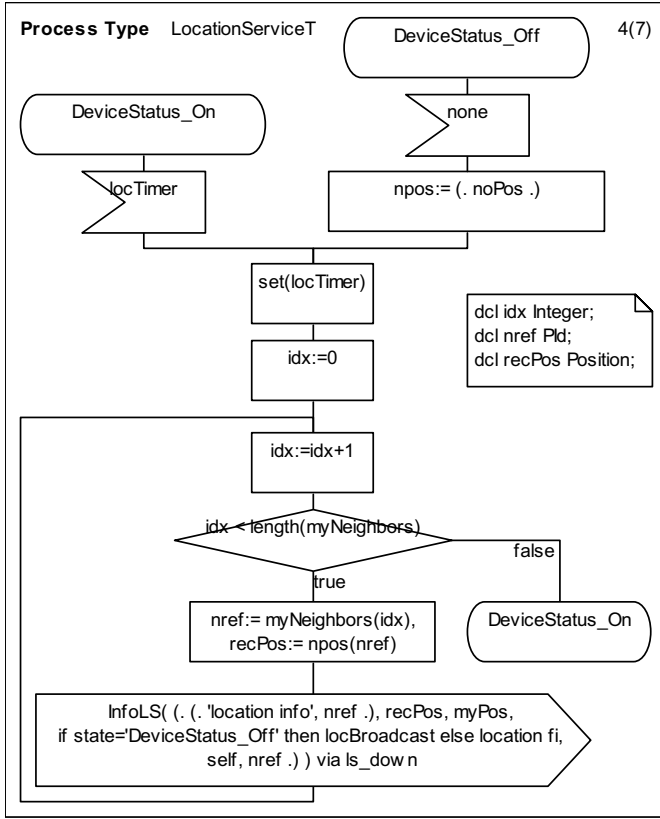 Process Type LocationServiceT
4(7)
DeviceStatus_Off
DeviceStatus_On
none
locTimer
npos:= (. noPos .)
set(locTimer)
dcl idx Integer;
dcl nref PId;
dcl recPos Position;
idx:=0
idx:=idx+1
idx < length(myNeighbors)
false
true
nref:= myNeighbors(idx),
recPos:= npos(nref)
DeviceStatus_On
InfoLS( (. (. 'location info', nref .), recPos, myPos,
if state='DeviceStatus_Off' then locBroadcast else location fi,
self, nref .) ) via ls_down